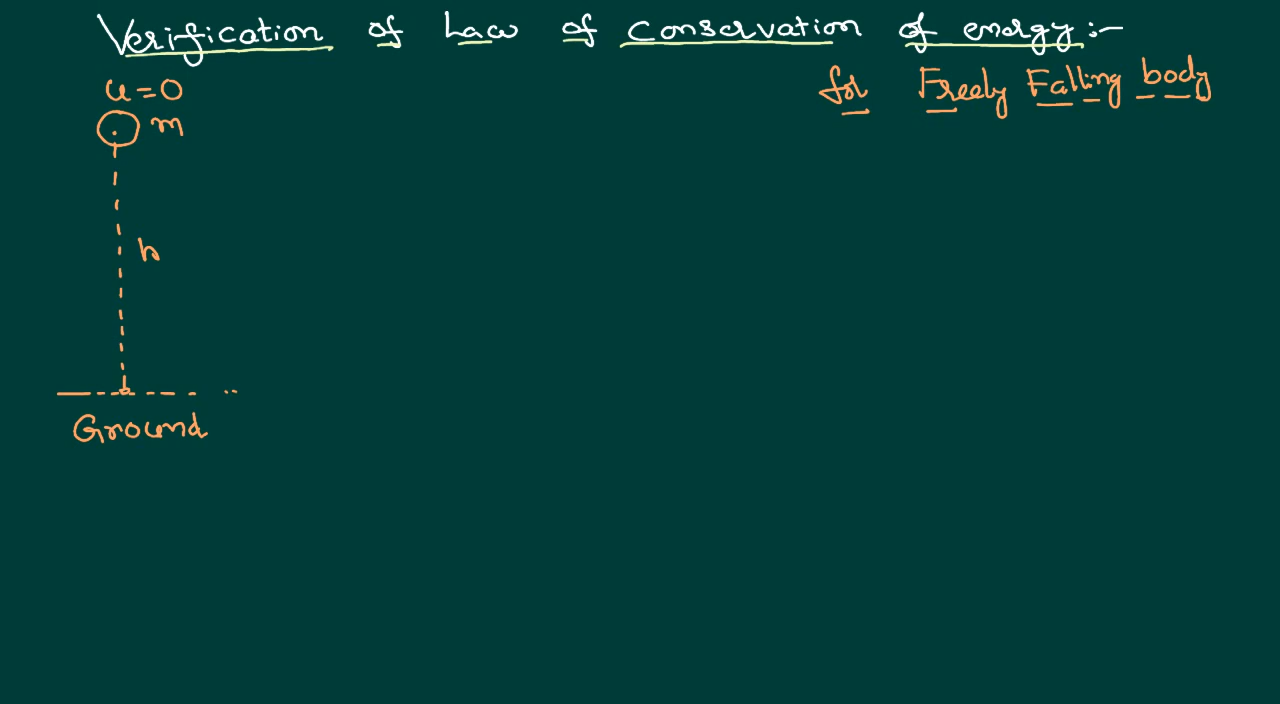 Verification of Law of Conservation of energy:-
for Freely Falling body
u=0
m
h
Ground